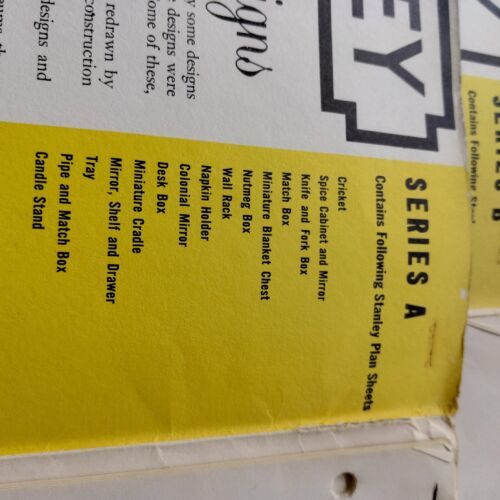 EY
SERIES A
Contains Following Stanley Plan Sheets
Cricket
Spice Cabinet and Mirror
Knife and Fork Box
Match Box
Miniature Blanket Chest
Nutmeg Box
Wall Rack
Napkin Holder
Colonial Mirror
Desk Box
Miniature Cradle
Mirror, Shelf and Drawer
Tray
Pipe and Match Box
Candle Stand
igns
y some designs
e designs were
ome of these,
redrawn by
construction
designs and
SERIES B
Contains Following